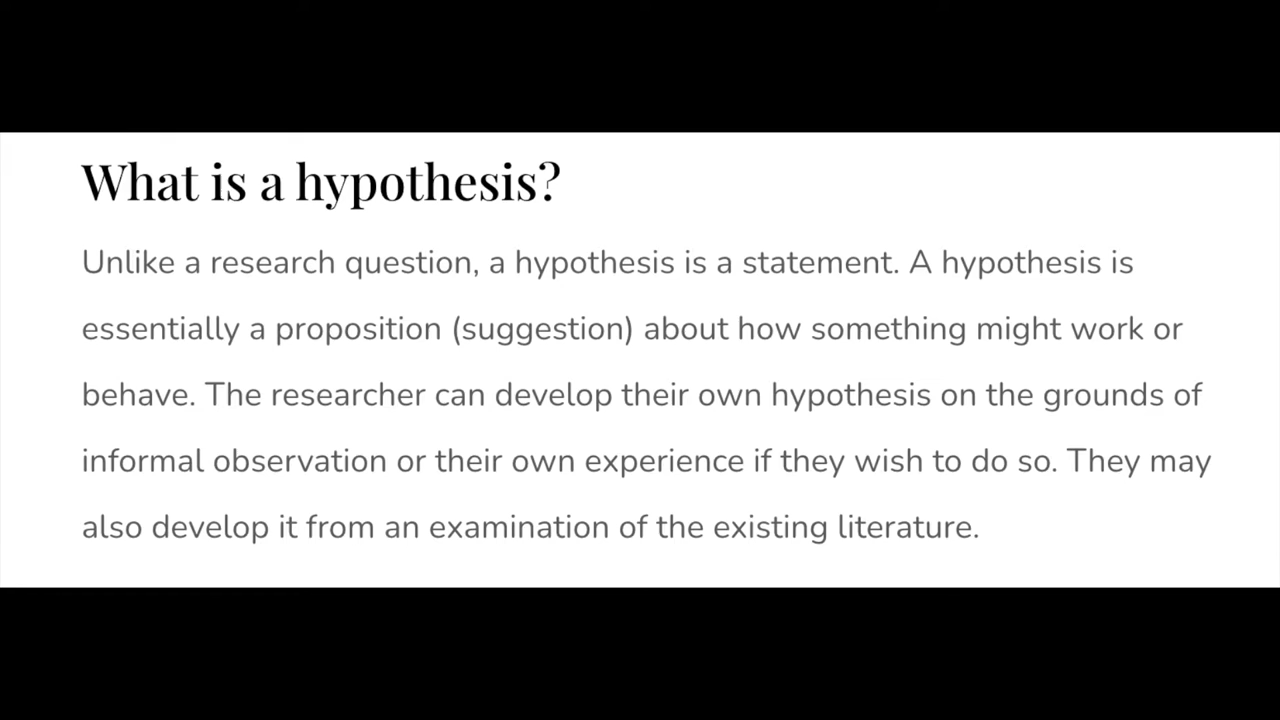 What is a hypothesis?
Unlike a research question, a hypothesis is a statement. A hypothesis is
essentially a proposition (suggestion) about how something might work or
behave. The researcher can develop their own hypothesis on the grounds of
informal observation or their own experience if they wish to do so. They may
also develop it from an examination of the existing literature.